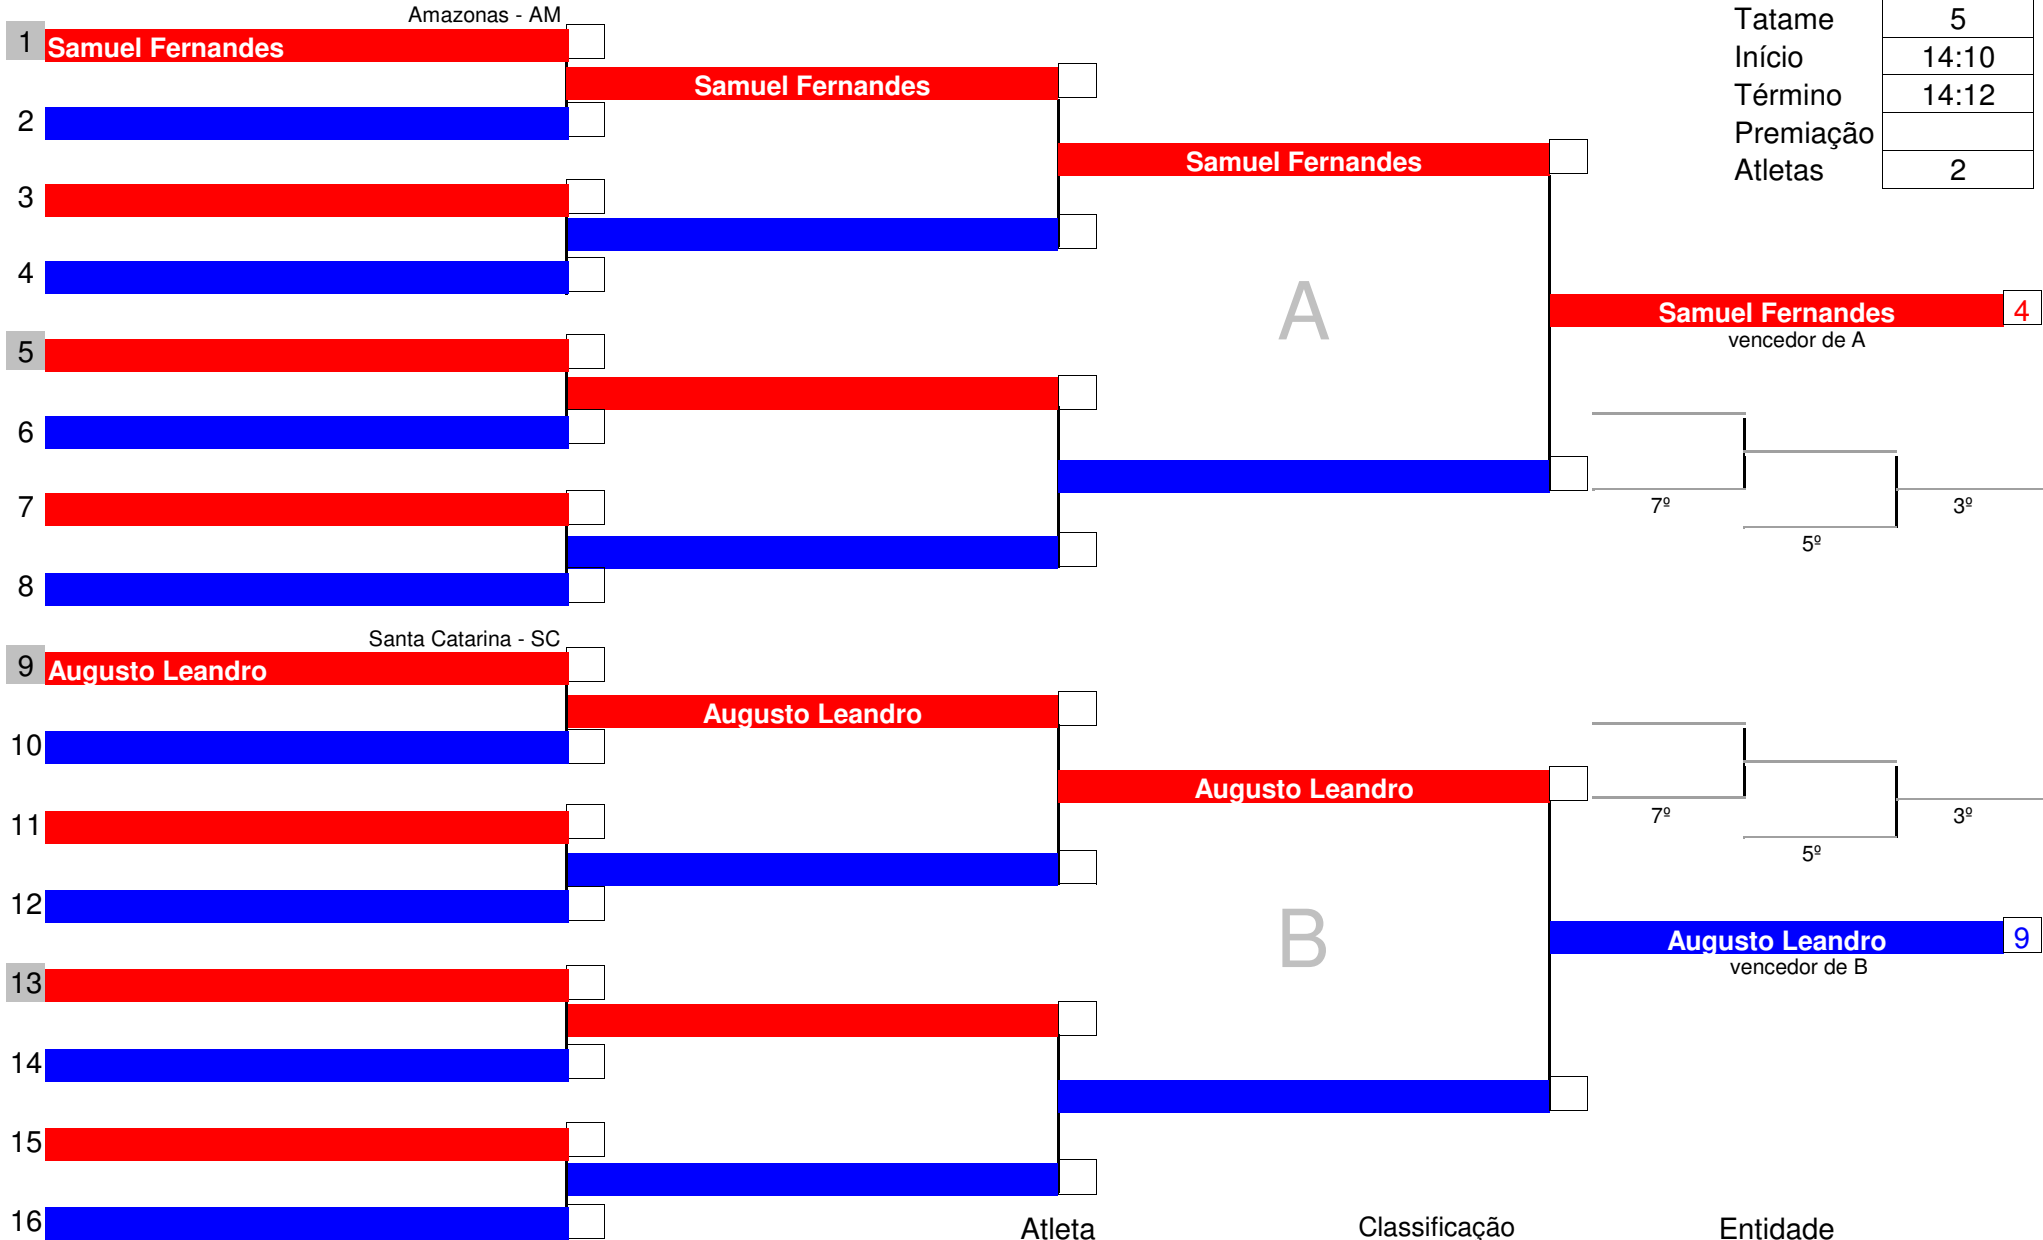 Amazonas - AM
1 Samuel Fernandes
Samuel Fernandes
2
Samuel Fernandes
3
4
Samuel Fernandes 4
vencedor de A
A
5
6
7
8
7º
5º
3º
Tatame 5
Início 14:10
Término 14:12
Premiação
Atletas 2
Santa Catarina - SC
9 Augusto Leandro
Augusto Leandro
10
Augusto Leandro
11
12
B
Augusto Leandro 9
vencedor de B
13
14
15
16
7º
5º
3º
Atleta Classificação Entidade